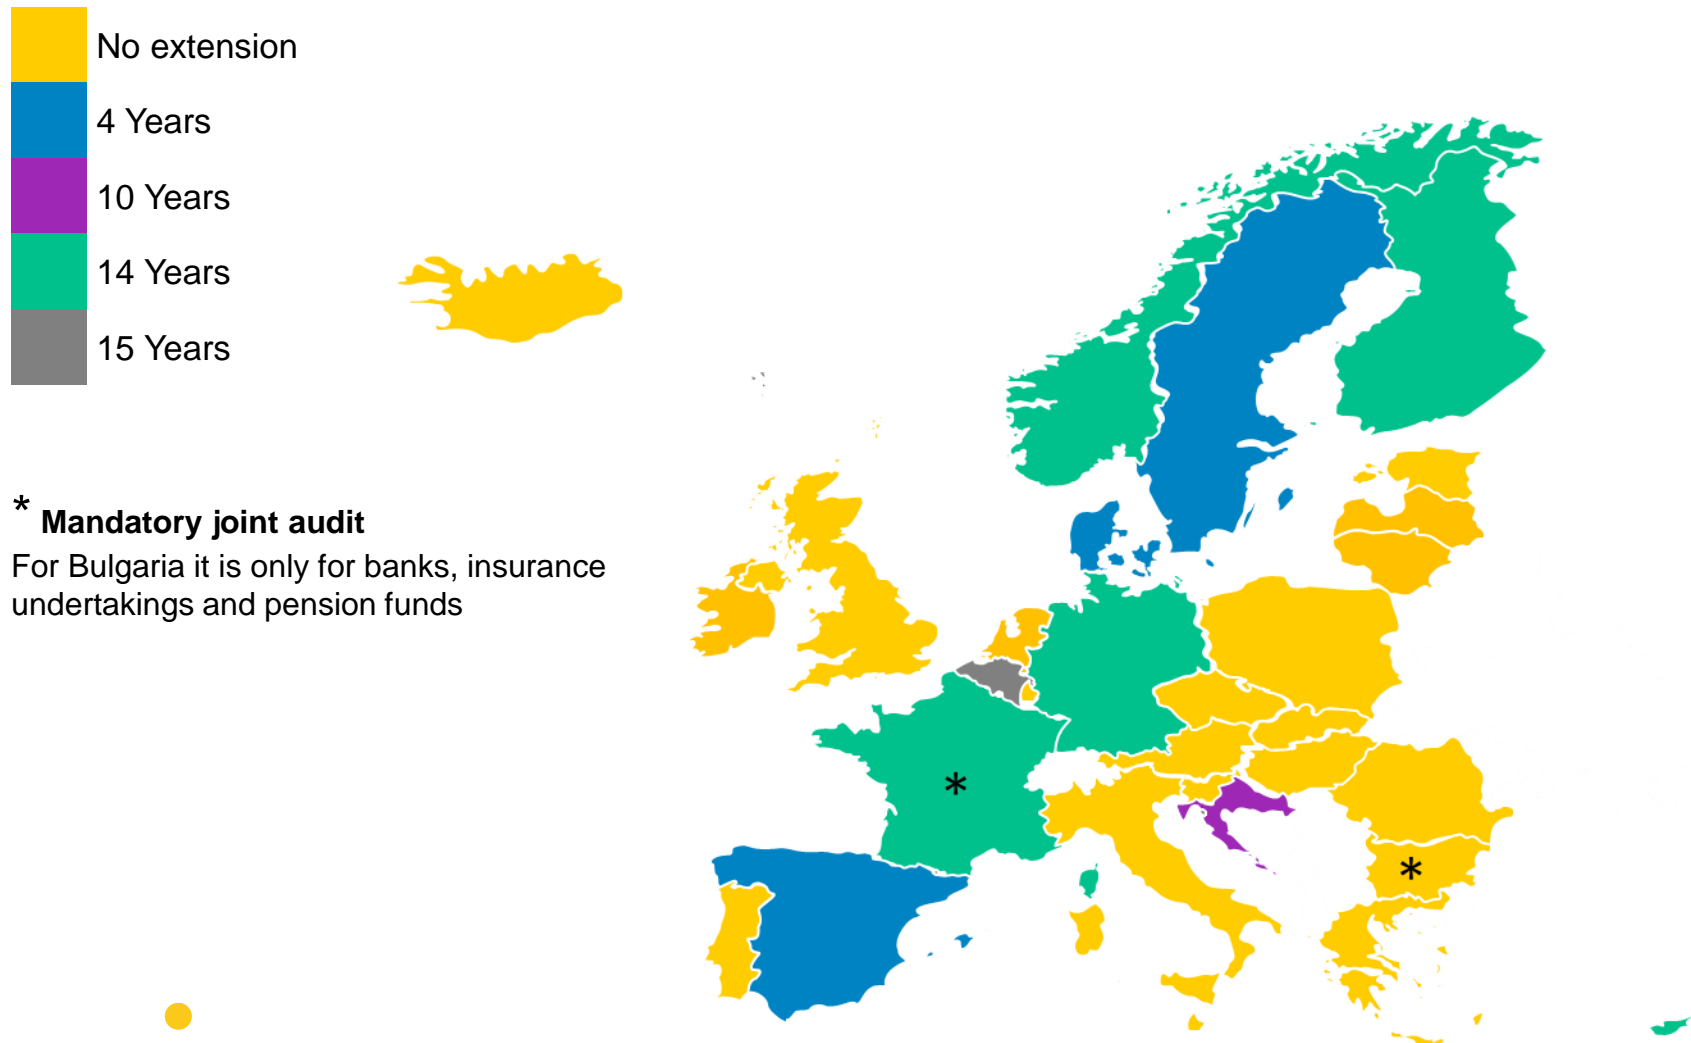 No extension
4 Years
10 Years
14 Years
15 Years
* Mandatory joint audit
For Bulgaria it is only for banks, insurance
undertakings and pension funds
*
*